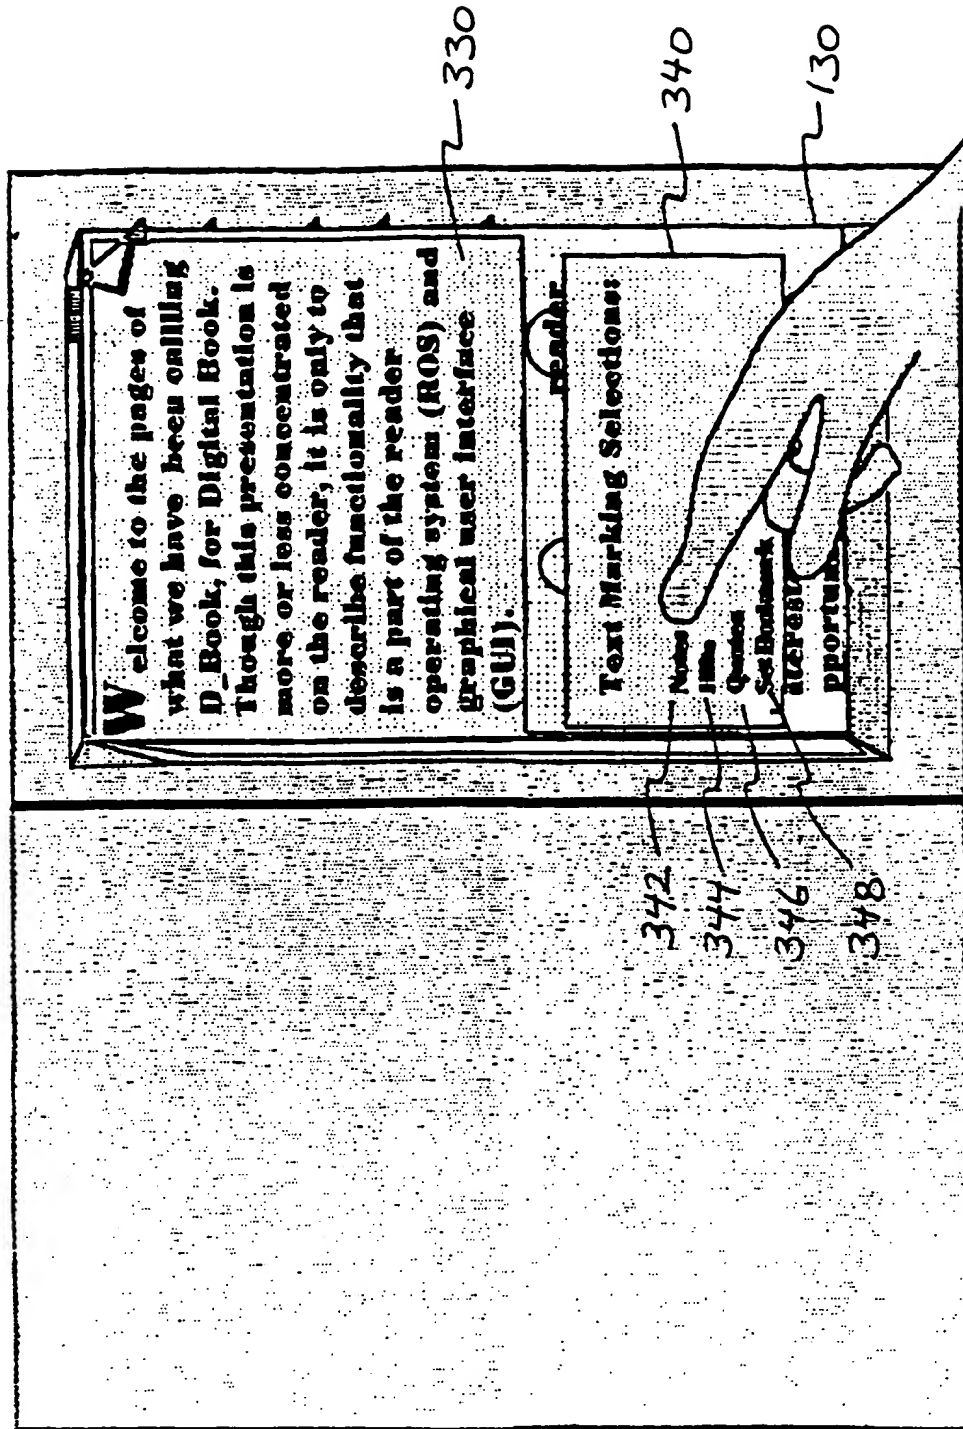 Welcome to the pages of
what we have been calling
D_Book, for Digital Book.
Though this presentation is
more or less concentrated
on the reader, it is only to
describe functionality that
is a part of the reader
operating system (ROS) and
graphical user interface
(GUI).
reader
Text Marking Selections:
Notes
Quotes
Set Bookmark
nterest
pportun
330
340
130
342
344
346
348